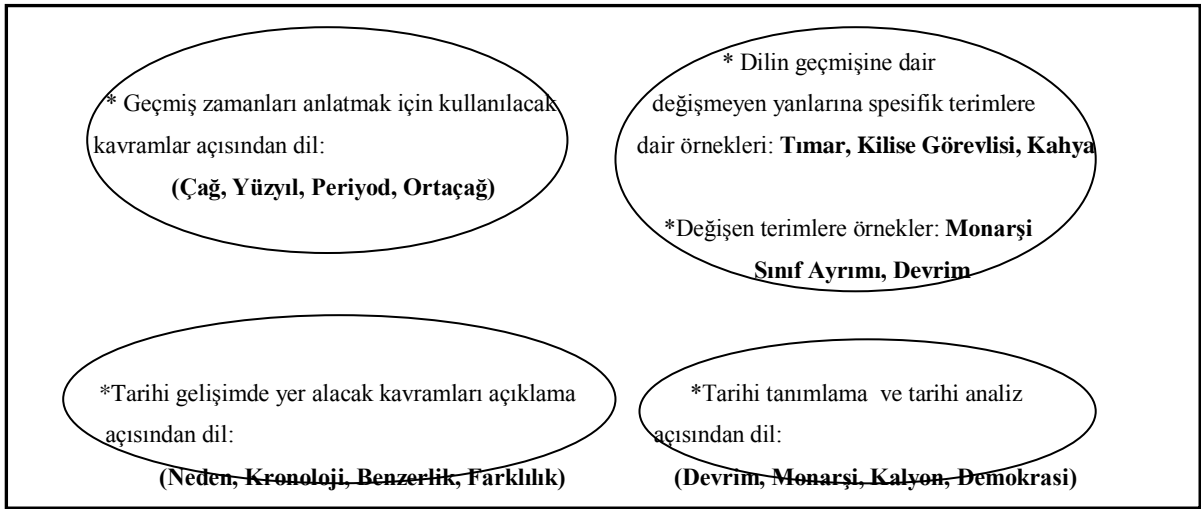 * Geçmiş zamanları anlatmak için kullanılacak
kavramlar açısından dil:
(Çağ, Yüzyıl, Periyod, Ortaçağ)
* Dilin geçmişine dair
değişmeyen yanlarına spesifik terimlere
dair örnekleri: Tımar, Kilise Görevlisi, Kahya
*Değişen terimlere örnekler: Monarşi
Sınıf Ayrımı, Devrim
*Tarihi gelişimde yer alacak kavramları açıklama
açısından dil:
(Neden, Kronoloji, Benzerlik, Farklılık)
*Tarihi tanımlama ve tarihi analiz
açısından dil:
(Devrim, Monarşi, Kalyon, Demokrasi)